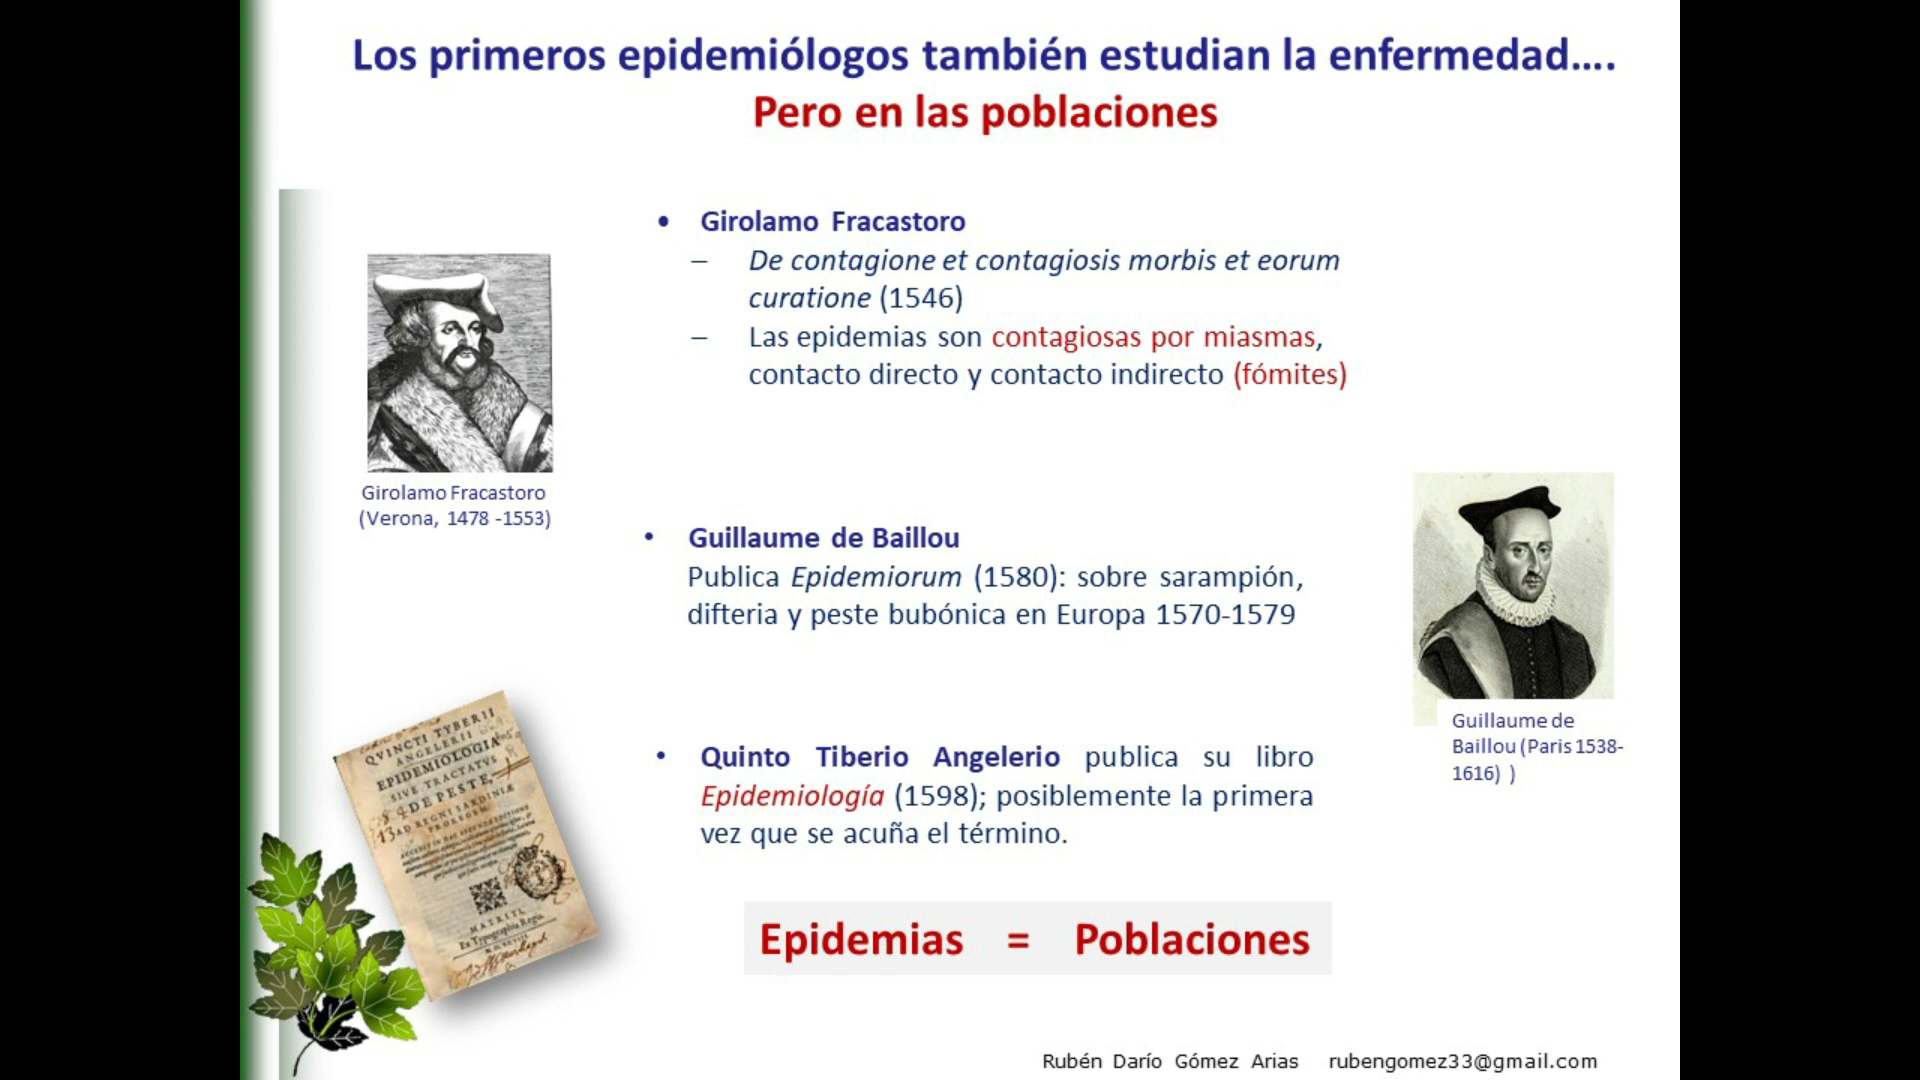 Los primeros epidemiólogos también estudian la enfermedad....
Pero en las poblaciones
• Girolamo Fracastoro
– De contagione et contagiosis morbis et eorum
curatione (1546)
– Las epidemias son contagiosas por miasmas,
contacto directo y contacto indirecto (fómites)
Girolamo Fracastoro
(Verona, 1478 -1553)
• Guillaume de Baillou
Publica Epidemiorum (1580): sobre sarampión,
difteria y peste bubónica en Europa 1570-1579
Guillaume de
Baillou (Paris 1538-
1616) )
• Quinto Tiberio Angelerio publica su libro
Epidemiología (1598); posiblemente la primera
vez que se acuña el término.
QVINCTI TYBERII
ANGELERII
EPIDEMIOLOGIA
SIVE TRACTATVS
DE PESTE,
AD REGNI SARDINIÆ
PROREGEM.
MATRITI,
Ex Typographia Regia
Epidemias = Poblaciones
Rubén Darío Gómez Arias rubengomez33@gmail.com